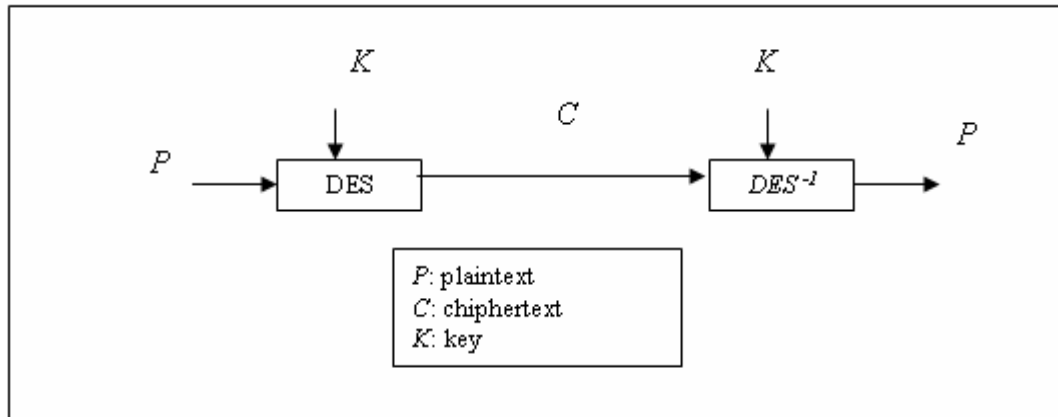 K K
C
P P
DES DES⁻¹
P: plaintext
C: chiphertext
K: key